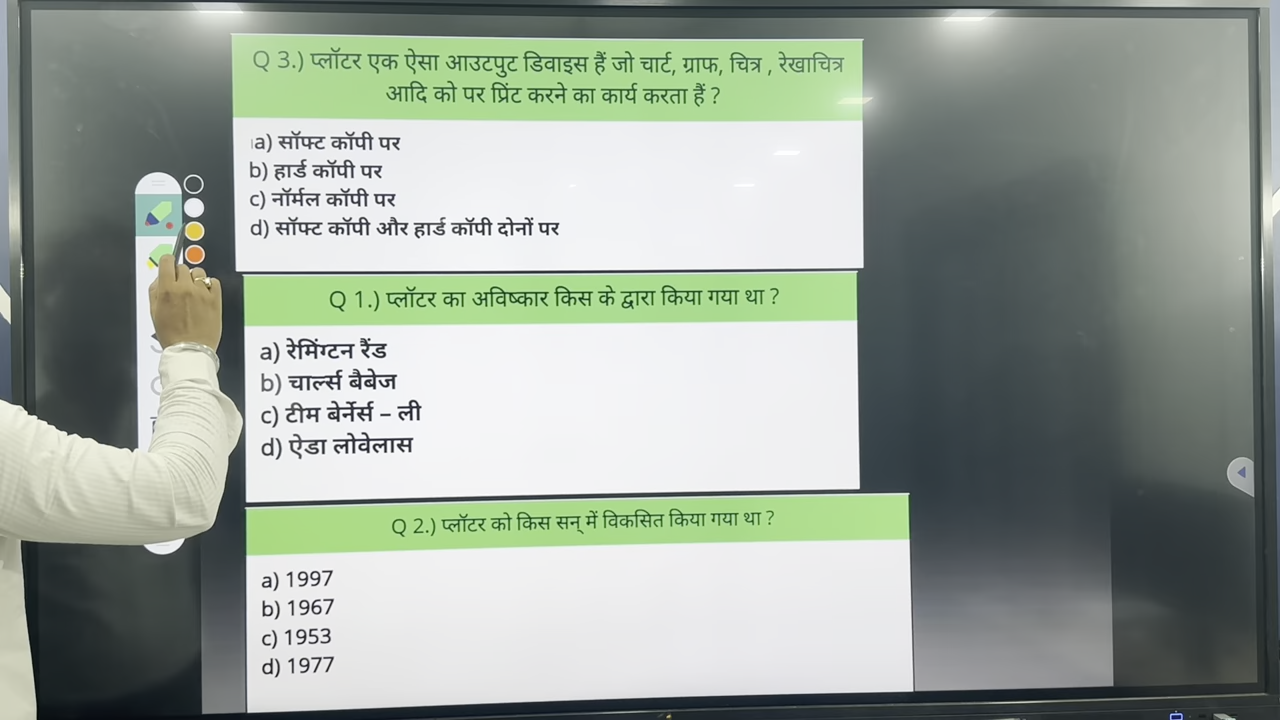 Q 3.) प्लॉटर एक ऐसा आउटपुट डिवाइस हैं जो चार्ट, ग्राफ, चित्र , रेखाचित्र
आदि को पर प्रिंट करने का कार्य करता हैं ?
a) सॉफ्ट कॉपी पर
b) हार्ड कॉपी पर
c) नॉर्मल कॉपी पर
d) सॉफ्ट कॉपी और हार्ड कॉपी दोनों पर
Q 1.) प्लॉटर का अविष्कार किस के द्वारा किया गया था ?
a) रेमिंग्टन रैंड
b) चार्ल्स बैबेज
c) टीम बेर्नेर्स – ली
d) ऐडा लोवेलास
Q 2.) प्लॉटर को किस सन् में विकसित किया गया था ?
a) 1997
b) 1967
c) 1953
d) 1977